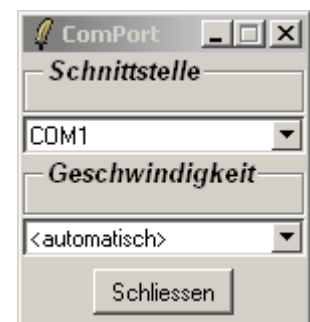 ComPort
Schnittstelle
COM1
Geschwindigkeit
<automatisch>
Schliessen